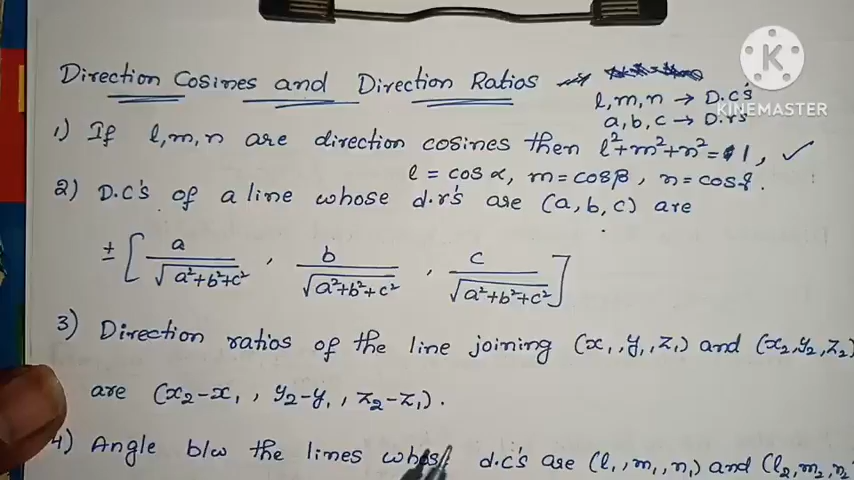 Direction Cosines and Direction Ratios
l, m, n → D.c's
a, b, c → D.r's
1) If l, m, n are direction cosines then l²+m²+n²=1, ✓
l = cos α, m = cos β, n = cos γ.
2) D.C's of a line whose d.r's are (a, b, c) are
± [ a/√(a²+b²+c²) , b/√(a²+b²+c²) , c/√(a²+b²+c²) ]
3) Direction ratios of the line joining (x₁, y₁, z₁) and (x₂, y₂, z₂)
are (x₂-x₁, y₂-y₁, z₂-z₁).
4) Angle b/w the lines whose d.c's are (l₁, m₁, n₁) and (l₂, m₂, n₂
K
KINEMASTER